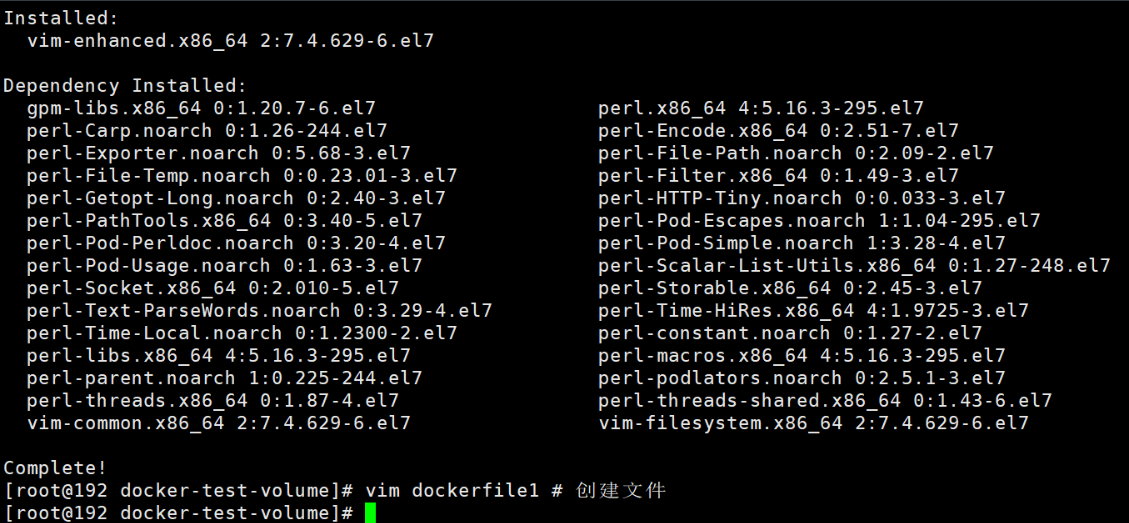 Installed:
vim-enhanced.x86_64 2:7.4.629-6.el7
Dependency Installed:
gpm-libs.x86_64 0:1.20.7-6.el7 perl.x86_64 4:5.16.3-295.el7
perl-Carp.noarch 0:1.26-244.el7 perl-Encode.x86_64 0:2.51-7.el7
perl-Exporter.noarch 0:5.68-3.el7 perl-File-Path.noarch 0:2.09-2.el7
perl-File-Temp.noarch 0:0.23.01-3.el7 perl-Filter.x86_64 0:1.49-3.el7
perl-Getopt-Long.noarch 0:2.40-3.el7 perl-HTTP-Tiny.noarch 0:0.033-3.el7
perl-PathTools.x86_64 0:3.40-5.el7 perl-Pod-Escapes.noarch 1:1.04-295.el7
perl-Pod-Perldoc.noarch 0:3.20-4.el7 perl-Pod-Simple.noarch 1:3.28-4.el7
perl-Pod-Usage.noarch 0:1.63-3.el7 perl-Scalar-List-Utils.x86_64 0:1.27-248.el7
perl-Socket.x86_64 0:2.010-5.el7 perl-Storable.x86_64 0:2.45-3.el7
perl-Text-ParseWords.noarch 0:3.29-4.el7 perl-Time-HiRes.x86_64 4:1.9725-3.el7
perl-Time-Local.noarch 0:1.2300-2.el7 perl-constant.noarch 0:1.27-2.el7
perl-libs.x86_64 4:5.16.3-295.el7 perl-macros.x86_64 4:5.16.3-295.el7
perl-parent.noarch 1:0.225-244.el7 perl-podlators.noarch 0:2.5.1-3.el7
perl-threads.x86_64 0:1.87-4.el7 perl-threads-shared.x86_64 0:1.43-6.el7
vim-common.x86_64 2:7.4.629-6.el7 vim-filesystem.x86_64 2:7.4.629-6.el7
Complete!
[root@192 docker-test-volume]# vim dockerfile1 # 创建文件
[root@192 docker-test-volume]#